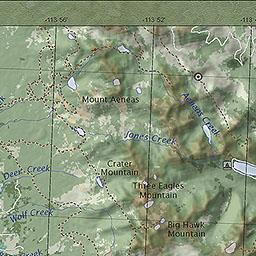 -113 56'
-113 52'
Mount Aeneas
Aeneas Creek
Jones Creek
Crater
Mountain
Deer Creek
Three Eagles
Mountain
Wolf Creek
Big Hawk
Mountain
Creek